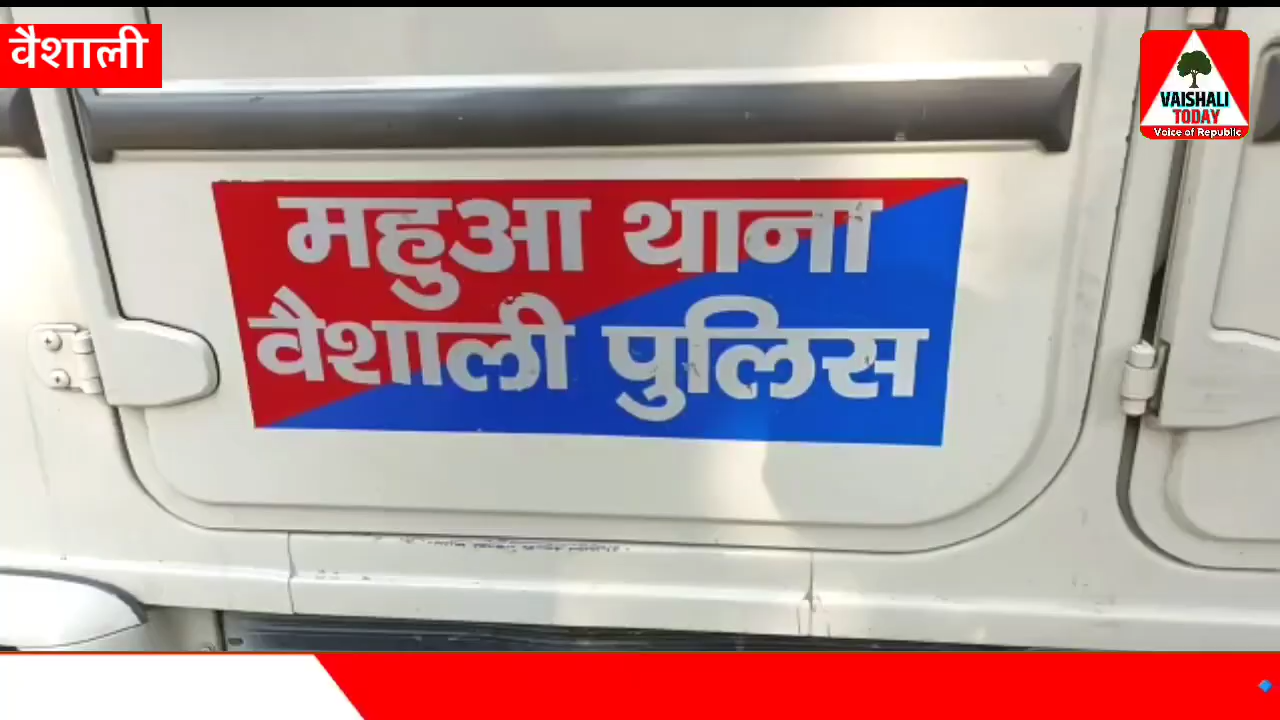 वैशाली
VAISHALI
TODAY
Voice of Republic
महुआ थाना
वैशाली पुलिस